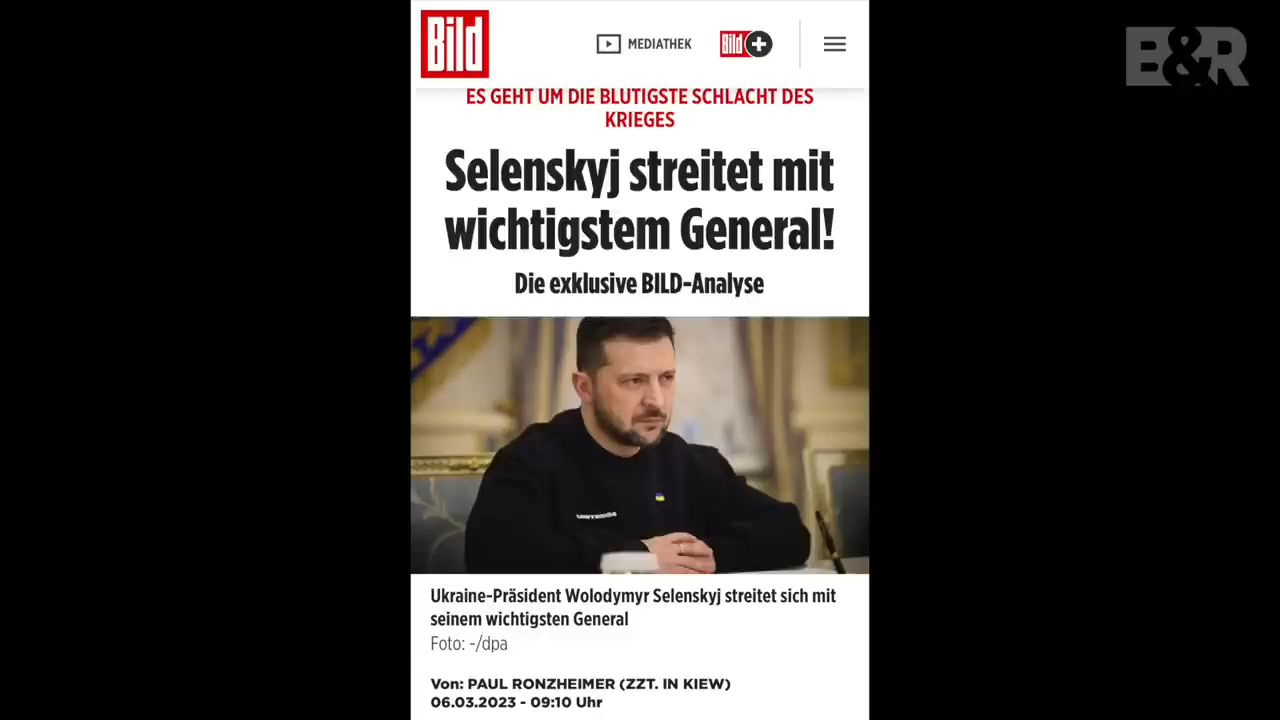 Bild
MEDIATHEK
Bild+
B&R
ES GEHT UM DIE BLUTIGSTE SCHLACHT DES
KRIEGES
Selenskyj streitet mit
wichtigstem General!
Die exklusive BILD-Analyse
UNITED24
Ukraine-Präsident Wolodymyr Selenskyj streitet sich mit
seinem wichtigsten General
Foto: -/dpa
Von: PAUL RONZHEIMER (ZZT. IN KIEW)
06.03.2023 - 09:10 Uhr